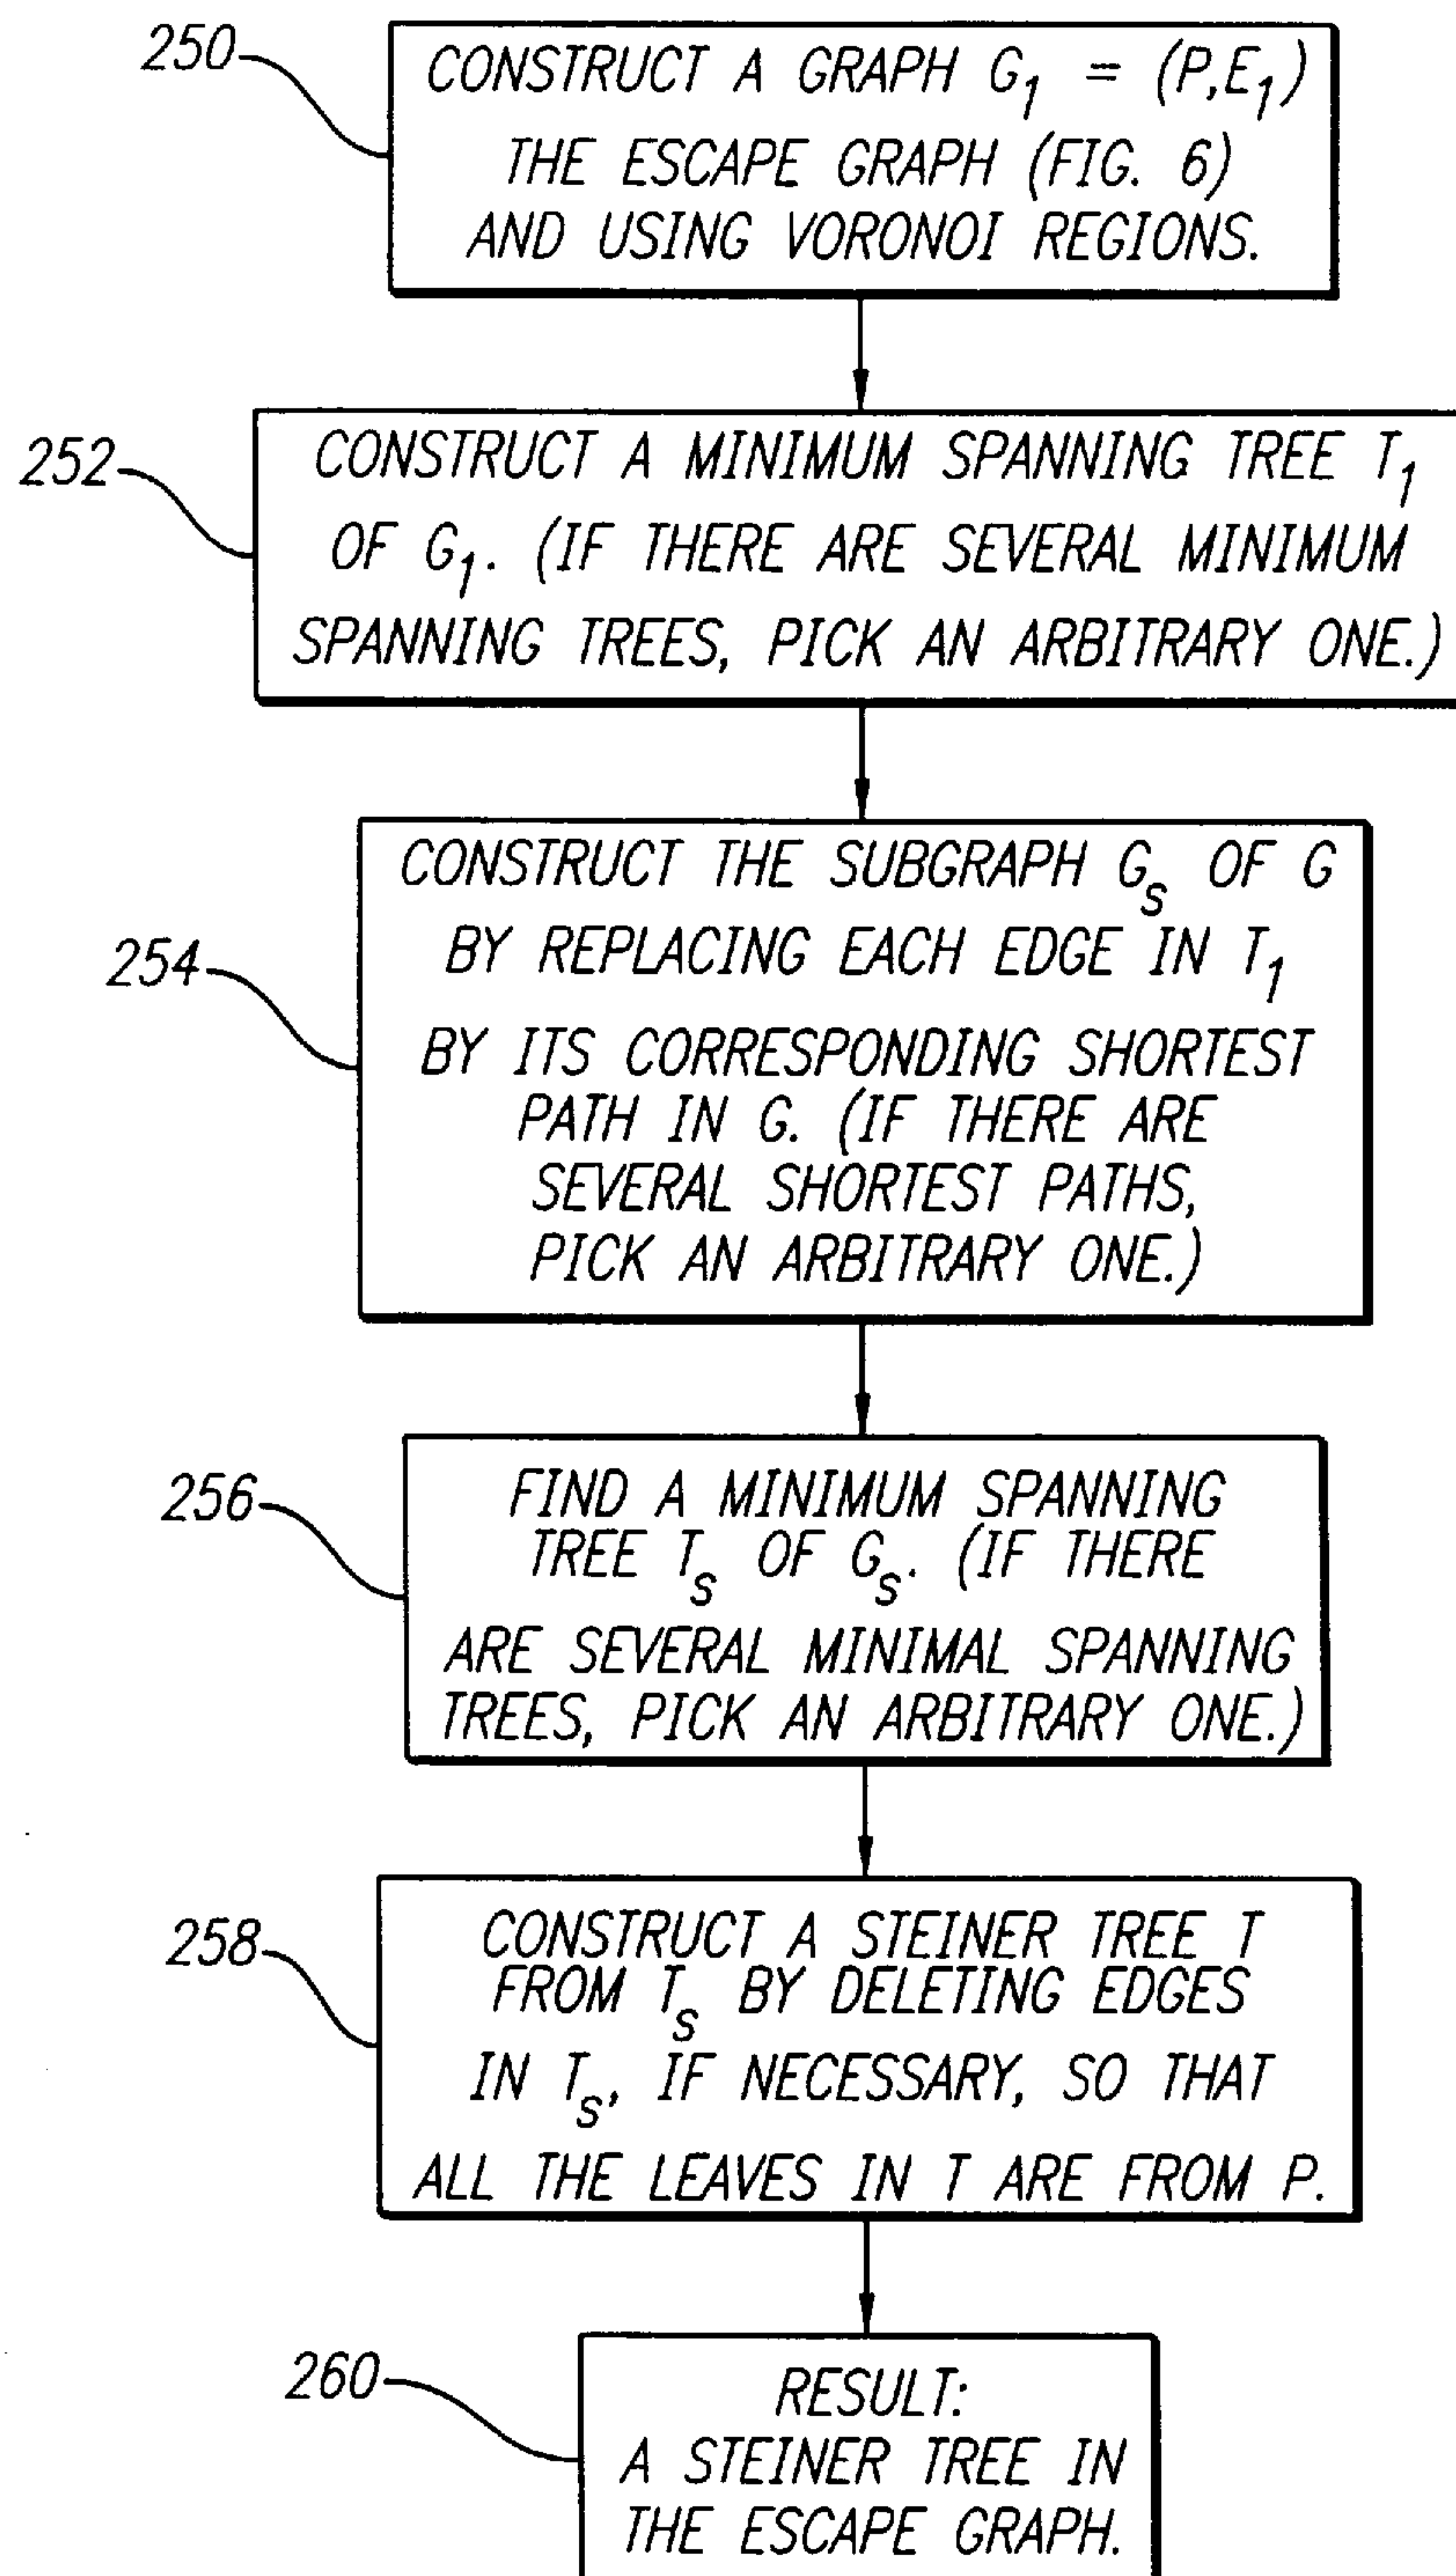 250
CONSTRUCT A GRAPH G₁ = (P,E₁)
THE ESCAPE GRAPH (FIG. 6)
AND USING VORONOI REGIONS.
252
CONSTRUCT A MINIMUM SPANNING TREE T₁
OF G₁. (IF THERE ARE SEVERAL MINIMUM
SPANNING TREES, PICK AN ARBITRARY ONE.)
254
CONSTRUCT THE SUBGRAPH Gₛ OF G
BY REPLACING EACH EDGE IN T₁
BY ITS CORRESPONDING SHORTEST
PATH IN G. (IF THERE ARE
SEVERAL SHORTEST PATHS,
PICK AN ARBITRARY ONE.)
256
FIND A MINIMUM SPANNING
TREE Tₛ OF Gₛ. (IF THERE
ARE SEVERAL MINIMAL SPANNING
TREES, PICK AN ARBITRARY ONE.)
258
CONSTRUCT A STEINER TREE T
FROM Tₛ BY DELETING EDGES
IN Tₛ, IF NECESSARY, SO THAT
ALL THE LEAVES IN T ARE FROM P.
260
RESULT:
A STEINER TREE IN
THE ESCAPE GRAPH.